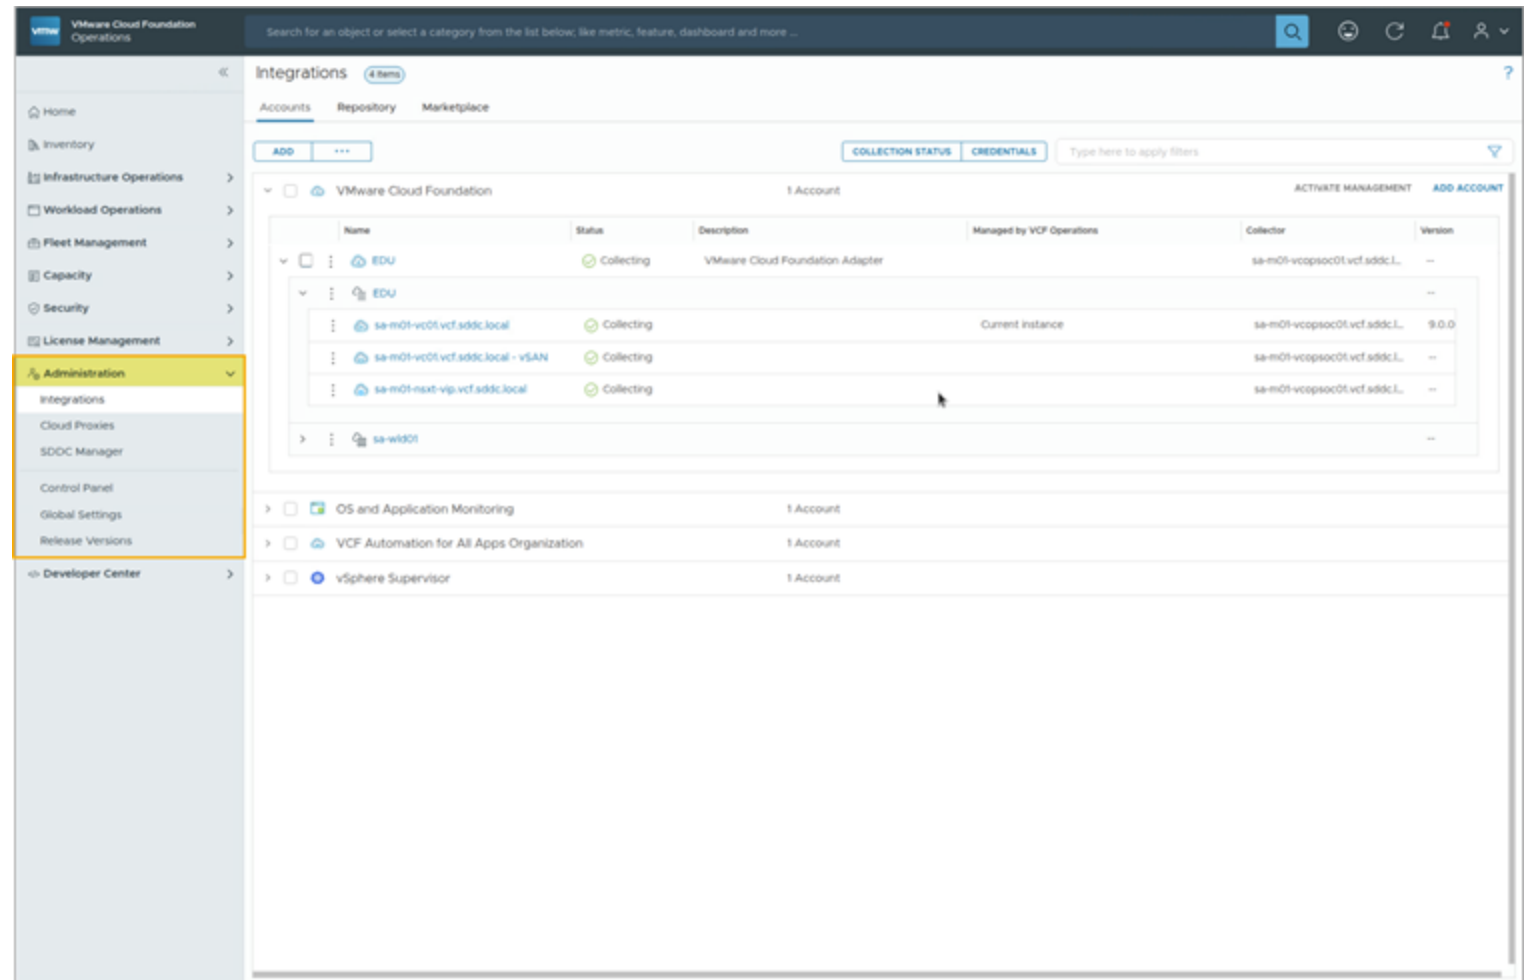 vmw
VMware Cloud Foundation
Operations
Search for an object or select a category from the list below; like metric, feature, dashboard and more ...
Home
Inventory
Infrastructure Operations
Workload Operations
Fleet Management
Capacity
Security
License Management
Administration
Integrations
Cloud Proxies
SDDC Manager
Control Panel
Global Settings
Release Versions
Developer Center
Integrations 4 Items
?
Accounts Repository Marketplace
ADD ...
COLLECTION STATUS CREDENTIALS Type here to apply filters
VMware Cloud Foundation 1 Account ACTIVATE MANAGEMENT ADD ACCOUNT
Name Status Description Managed by VCF Operations Collector Version
EDU Collecting VMware Cloud Foundation Adapter sa-m01-vcopsoc01.vcf.sddc.l... --
EDU --
sa-m01-vc01.vcf.sddc.local Collecting Current instance sa-m01-vcopsoc01.vcf.sddc.l... 9.0.0
sa-m01-vc01.vcf.sddc.local - vSAN Collecting sa-m01-vcopsoc01.vcf.sddc.l... --
sa-m01-nsxt-vip.vcf.sddc.local Collecting sa-m01-vcopsoc01.vcf.sddc.l... --
sa-wld01 --
OS and Application Monitoring 1 Account
VCF Automation for All Apps Organization 1 Account
vSphere Supervisor 1 Account